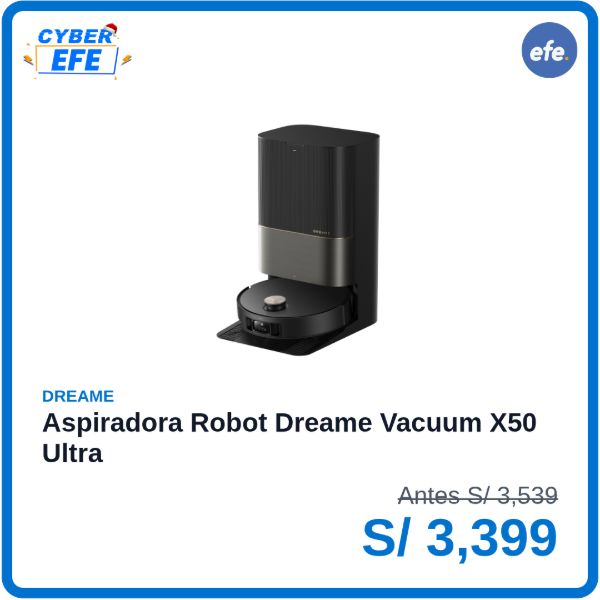 CYBER
EFE
efe.
DREAME
Aspiradora Robot Dreame Vacuum X50
Ultra
Antes S/ 3,539
S/ 3,399